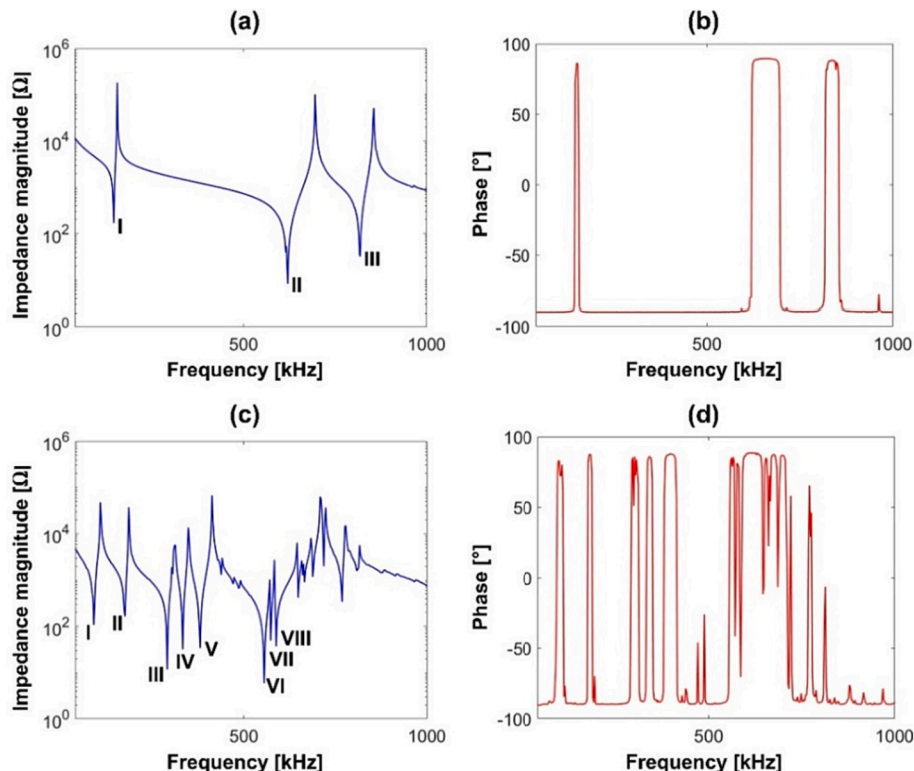 (a)
Impedance magnitude [Ω|
10^6
10^4
10^2
10^0
I
II
III
500
1000
Frequency [kHz]
(b)
Phase [°]
100
50
0
-50
-100
500
1000
Frequency [kHz]
(c)
Impedance magnitude [Ω|
10^6
10^4
10^2
10^0
I
II
III
IV
V
VI
VII
VIII
500
1000
Frequency [kHz]
(d)
Phase [°]
100
50
0
-50
-100
500
1000
Frequency [kHz]